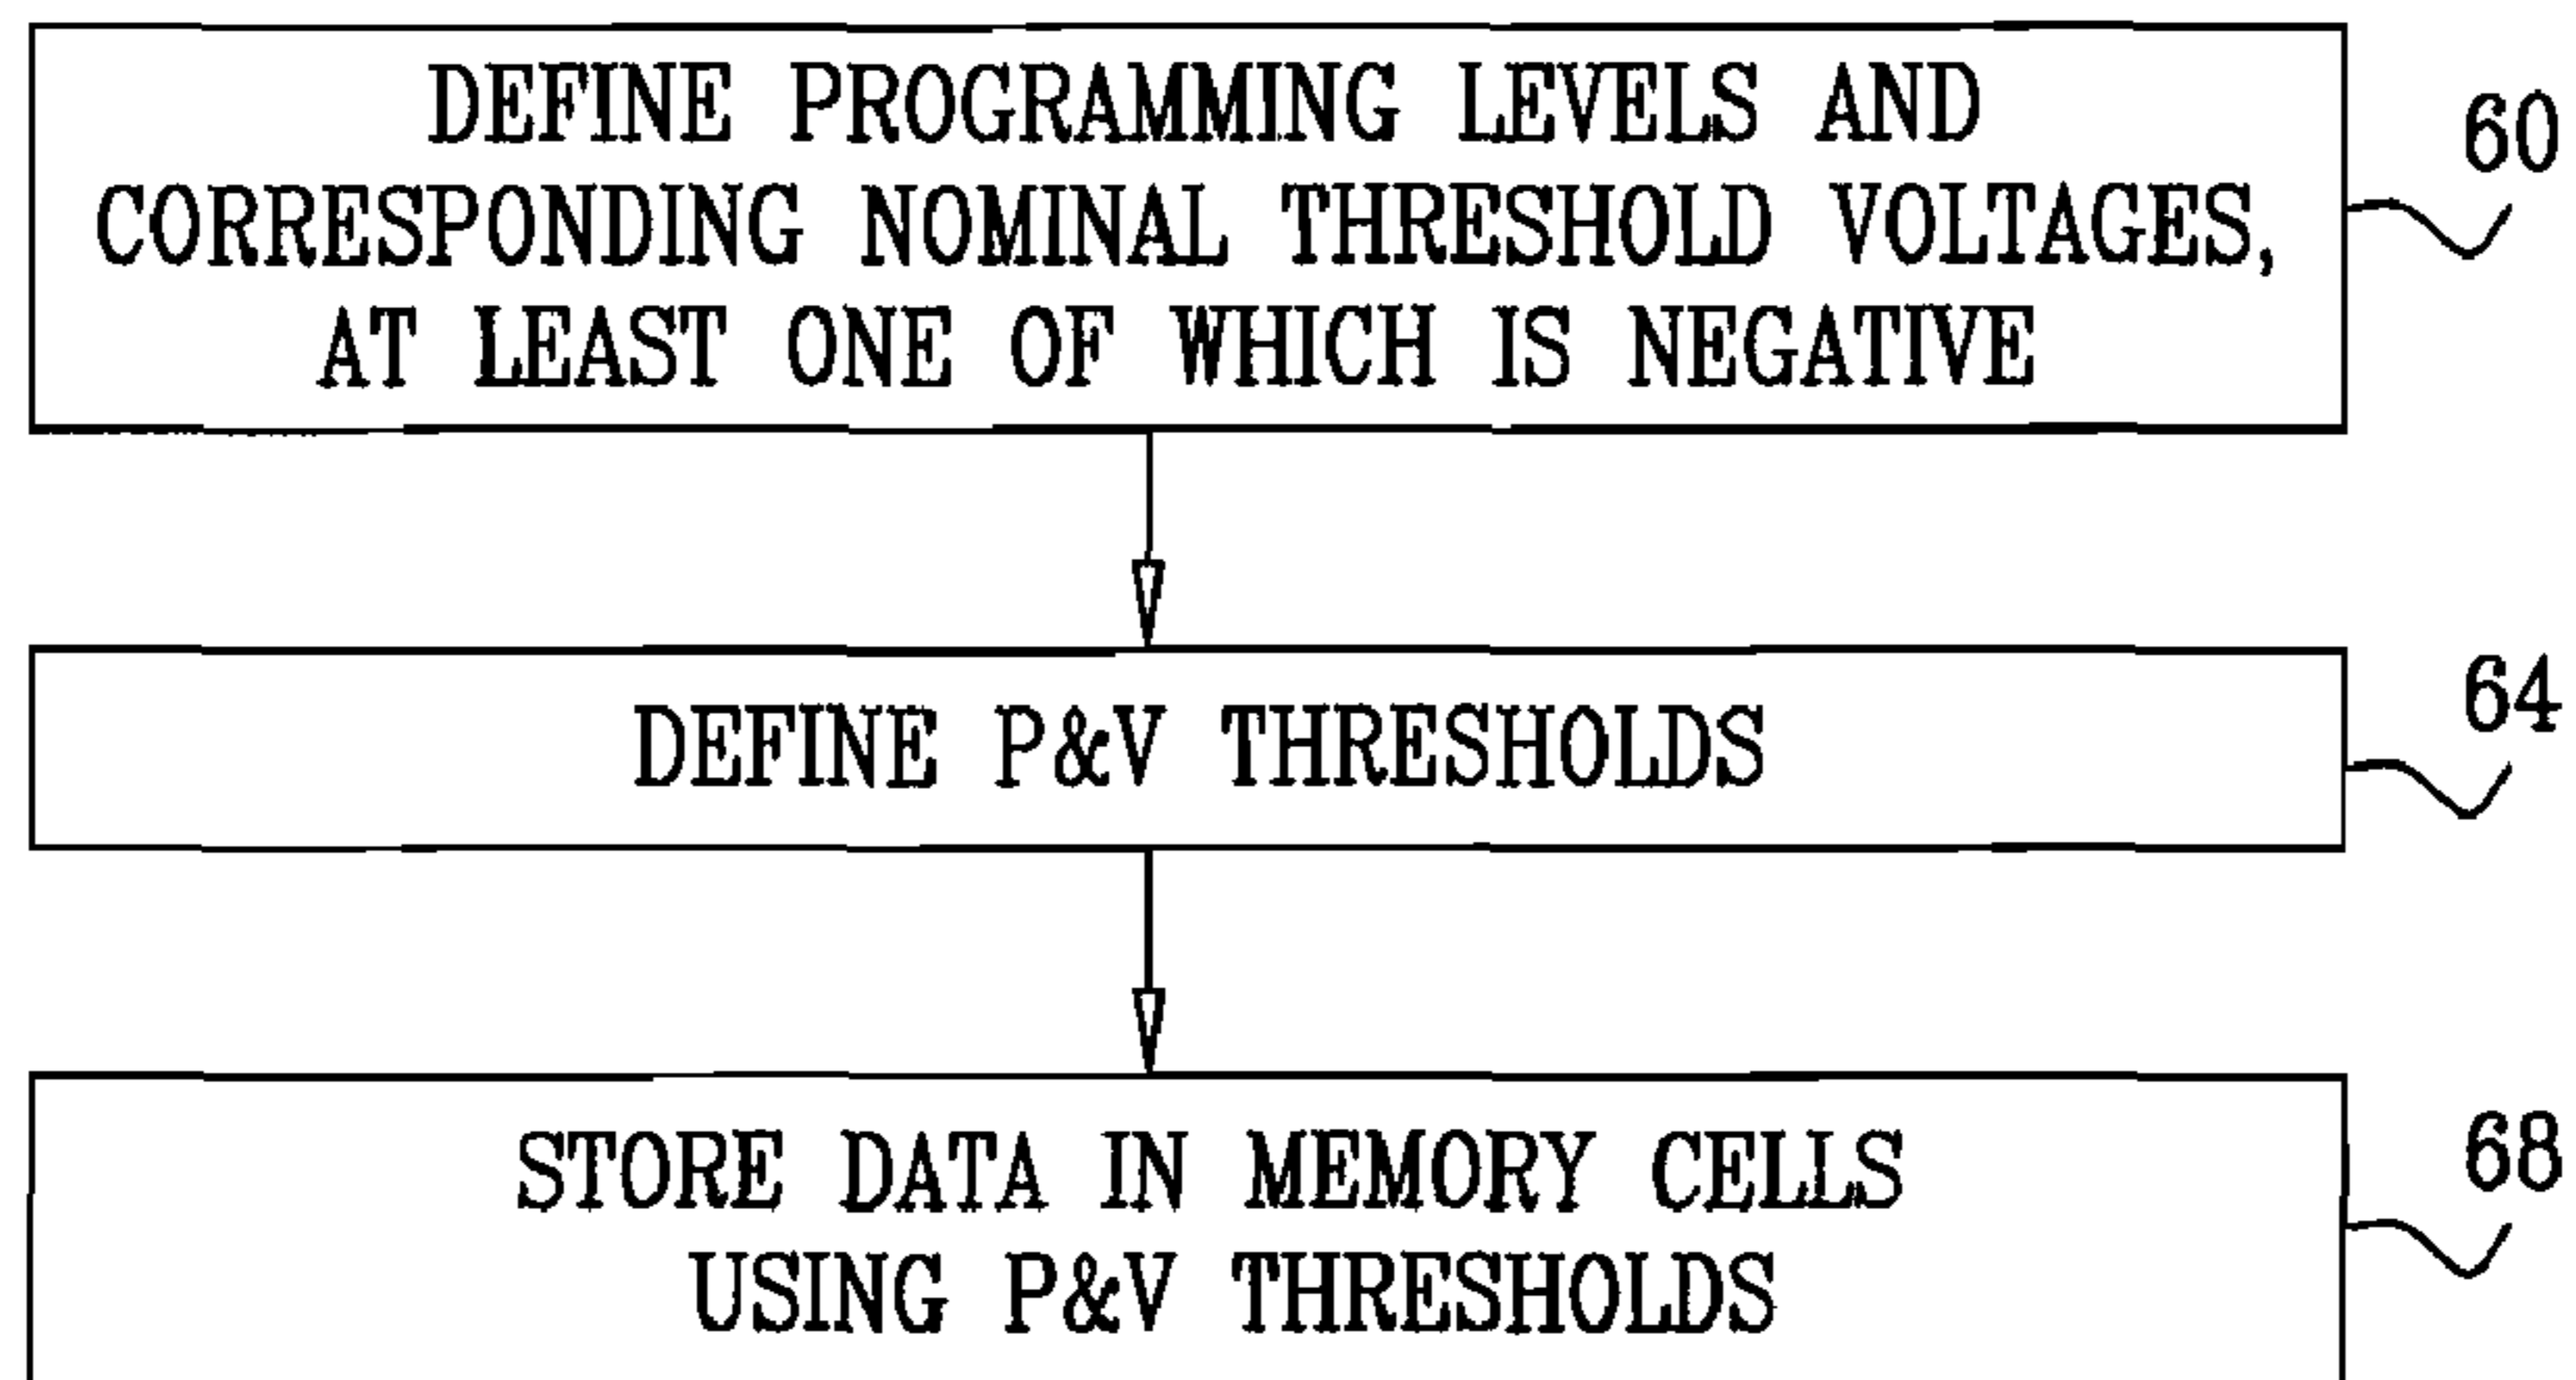 DEFINE PROGRAMMING LEVELS AND
CORRESPONDING NOMINAL THRESHOLD VOLTAGES,
AT LEAST ONE OF WHICH IS NEGATIVE
60
DEFINE P&V THRESHOLDS
64
STORE DATA IN MEMORY CELLS
USING P&V THRESHOLDS
68